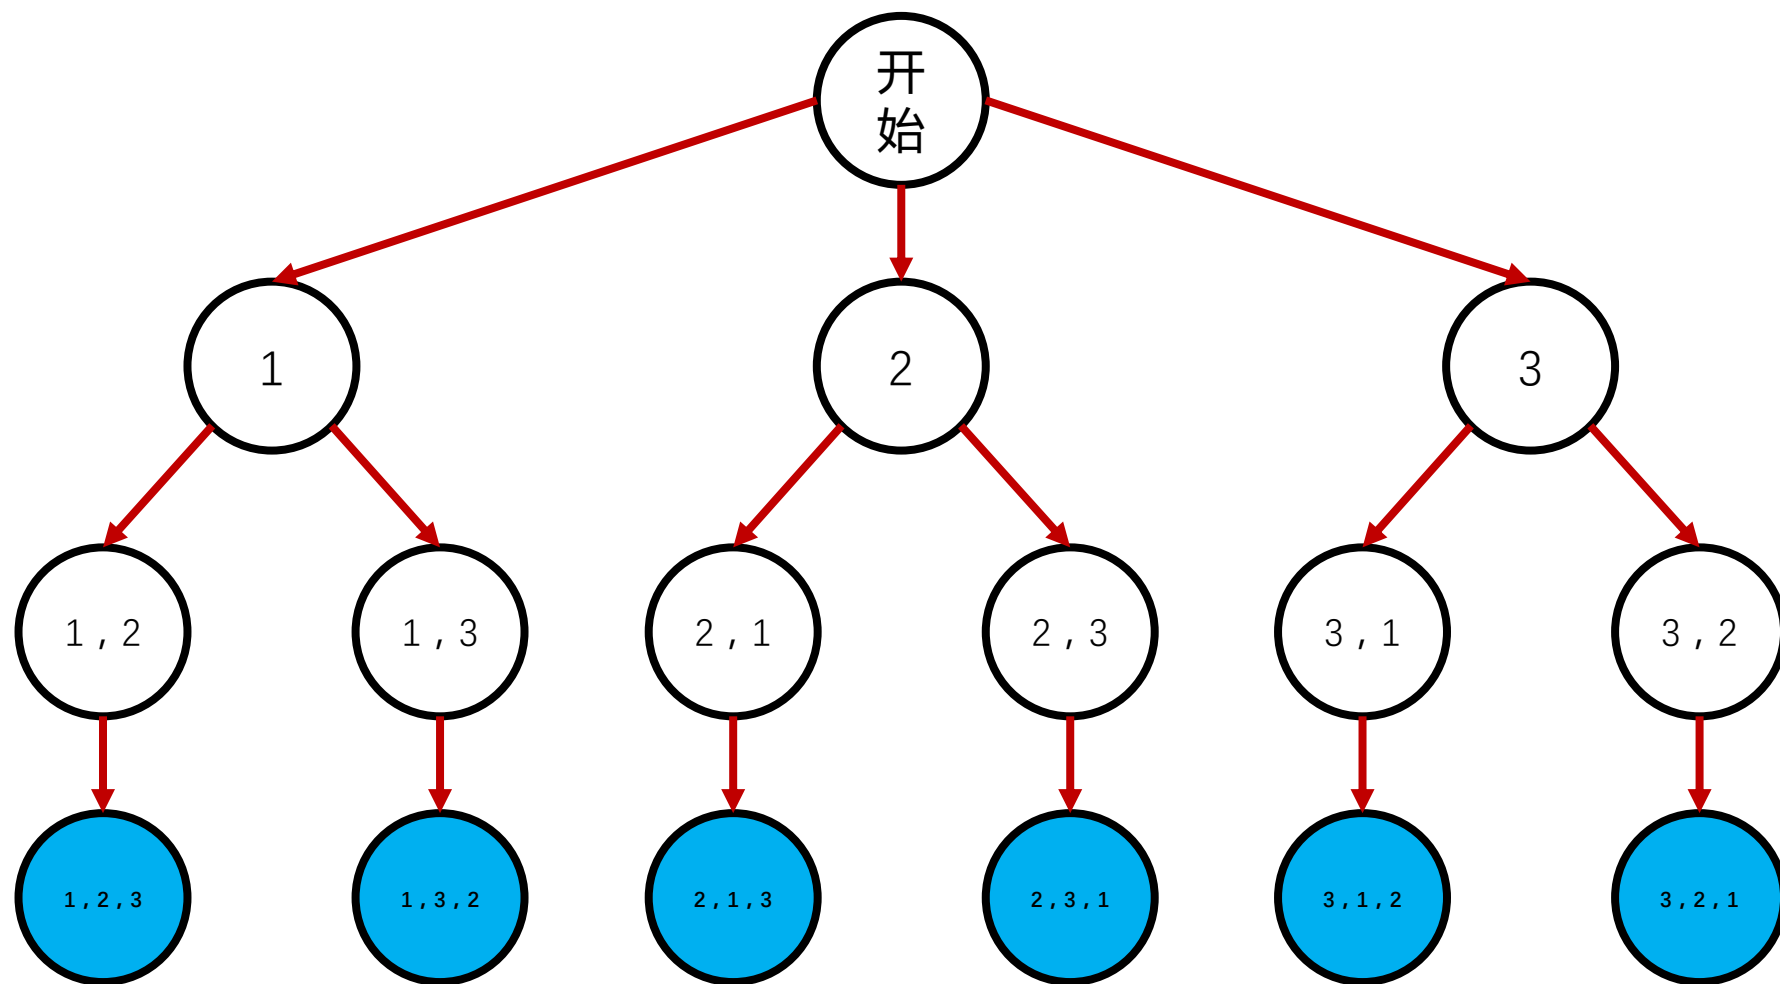 开
始
1
2
3
1 , 2
1 , 3
2 , 1
2 , 3
3 , 1
3 , 2
1 , 2 , 3
1 , 3 , 2
2 , 1 , 3
2 , 3 , 1
3 , 1 , 2
3 , 2 , 1